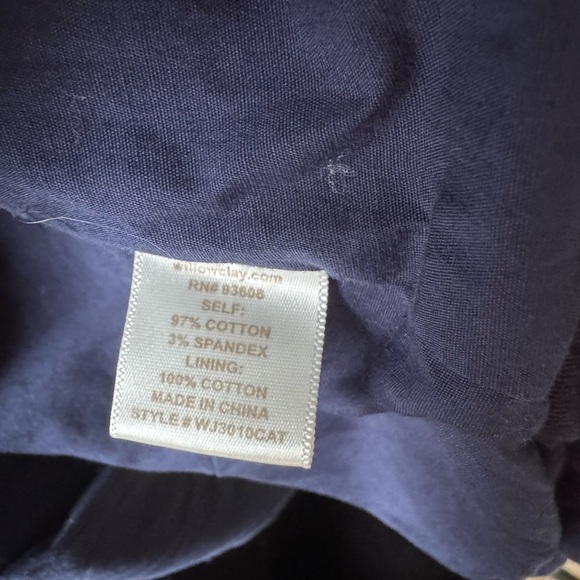 willowclay.com
RN# 93608
SELF:
97% COTTON
3% SPANDEX
LINING:
100% COTTON
MADE IN CHINA
STYLE # WJ3010CAT